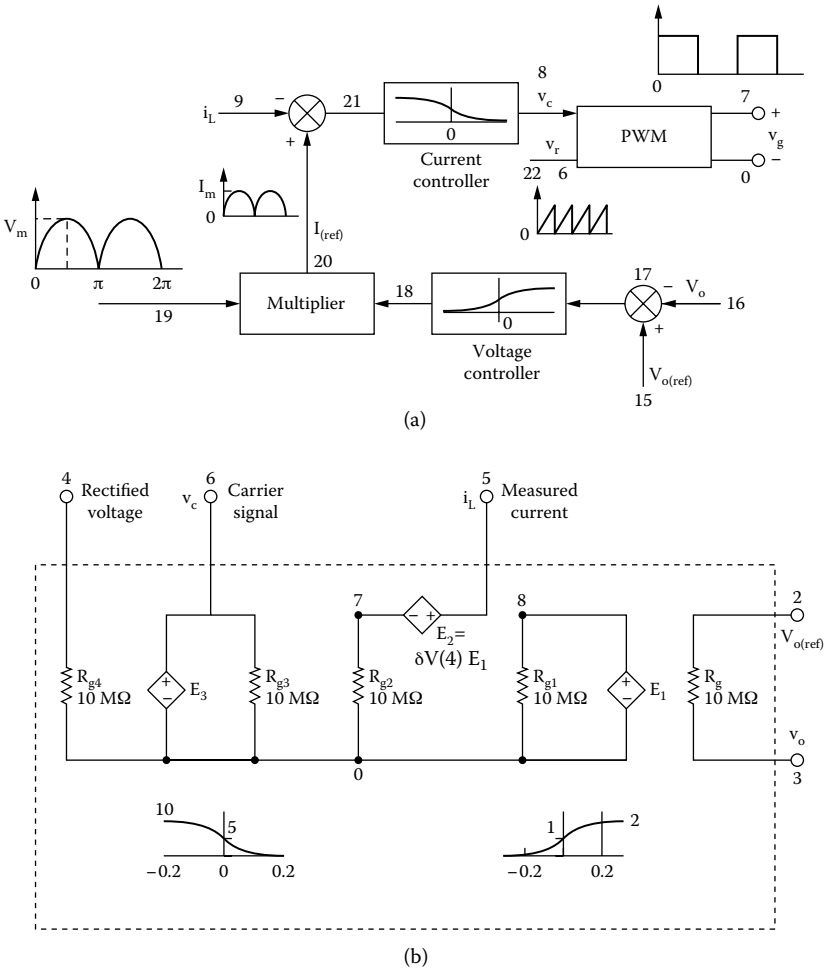 0
8
7
9
21
v_c
i_L
−
+
+
PWM
v_g
0
v_r
−
22 6
0
Current
controller
I_m
0
0
V_m
I_(ref)
0 π 2π
20
17
−
Multiplier
18
V_o
16
19
0
+
Voltage
controller
V_o(ref)
15
(a)
4
6
5
Rectified
voltage
v_c
Carrier
signal
i_L
Measured
current
7
− +
8
2
E_2=
δV(4) E_1
V_o(ref)
R_g4
10 MΩ
+
−
E_3
R_g3
10 MΩ
R_g2
10 MΩ
R_g1
10 MΩ
+
−
E_1
R_g
10 MΩ
v_o
0
3
10
5
−0.2 0 0.2
1
2
−0.2 0.2
(b)